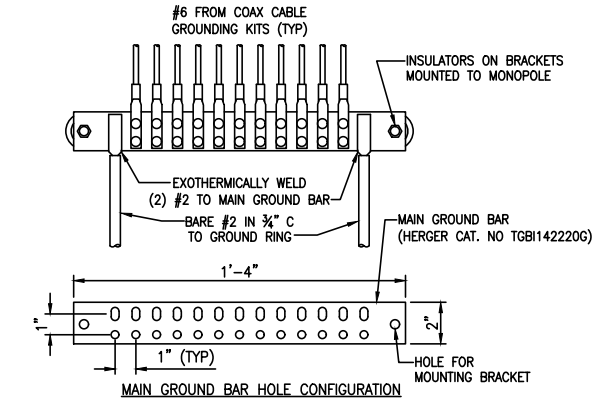 #6 FROM COAX CABLE
GROUNDING KITS (TYP)
INSULATORS ON BRACKETS
MOUNTED TO MONOPOLE
EXOTHERMICALLY WELD
(2) #2 TO MAIN GROUND BAR
BARE #2 IN ¾" C
TO GROUND RING
MAIN GROUND BAR
(HERGER CAT. NO TGBI142220G)
1'-4"
1"
2"
1" (TYP)
HOLE FOR
MOUNTING BRACKET
MAIN GROUND BAR HOLE CONFIGURATION